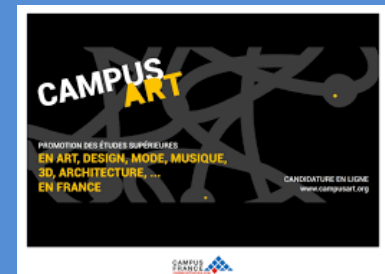 CAMPUS
ART
PROMOTION DES ÉTUDES SUPÉRIEURES
EN ART, DESIGN, MODE, MUSIQUE,
3D, ARCHITECTURE, ...
EN FRANCE
CANDIDATURE EN LIGNE
www.campusart.org
CAMPUS
FRANCE